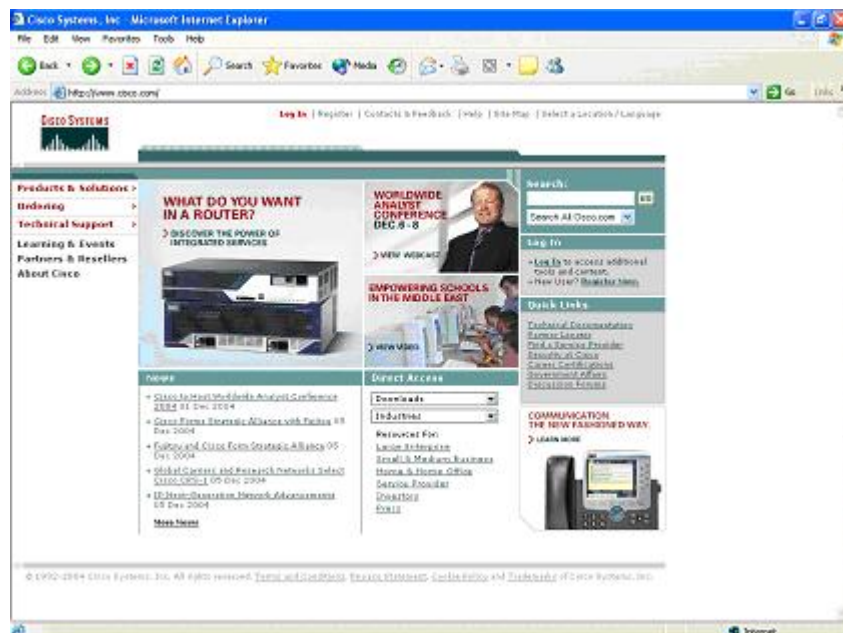 Cisco Systems, Inc - Microsoft Internet Explorer
File Edit View Favorites Tools Help
Back Search Favorites Media
Address http://www.cisco.com/ Go Links
Log In | Register | Contacts & Feedback | Help | Site Map | Select a Location / Language
CISCO SYSTEMS
Products & Solutions
Ordering
Technical Support
Learning & Events
Partners & Resellers
About Cisco
WHAT DO YOU WANT
IN A ROUTER?
DISCOVER THE POWER OF
INTEGRATED SERVICES
WORLDWIDE
ANALYST
CONFERENCE
DEC. 6 - 8
VIEW WEBCAST
EMPOWERING SCHOOLS
IN THE MIDDLE EAST
VIEW VIDEO
Search:
GO
Search All Cisco.com
Log In
Log In to access additional
tools and content.
New User? Register Now.
Quick Links
Technical Documentation
Partner Locator
Find a Service Provider
Security at Cisco
Career Certifications
Government Affairs
Discussion Forums
News
Cisco to Host Worldwide Analyst Conference
2004 01 Dec 2004
Cisco Forms Strategic Alliance with Fujitsu 05
Dec 2004
Fujitsu and Cisco Form Strategic Alliance 05
Dec 2004
Global Carriers and Research Networks Select
Cisco CRS-1 05 Dec 2004
IP Next-Generation Network Advancements
05 Dec 2004
More News
Direct Access
Downloads
Industries
Resources For:
Large Enterprise
Small & Medium Business
Home & Home Office
Service Provider
Investors
Press
COMMUNICATION
THE NEW FASHIONED WAY.
LEARN MORE
© 1992-2004 Cisco Systems, Inc. All rights reserved. Terms and Conditions, Privacy Statement, Cookie Policy and Trademarks of Cisco Systems, Inc.
Internet